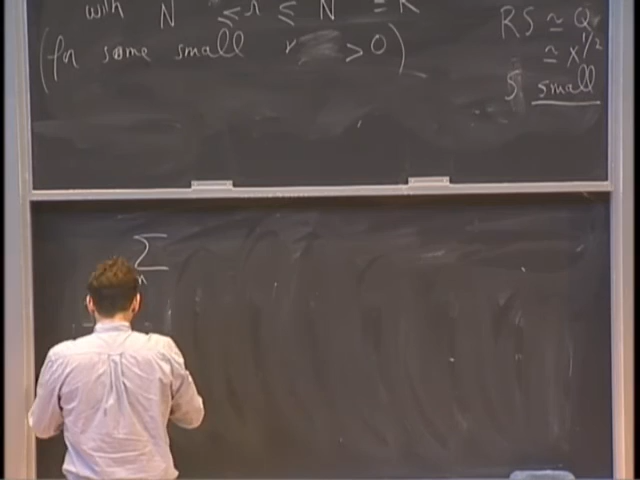 with N ≤ r ≤ N = R
(for some small r > 0)
RS ≃ Q
≃ x^{1/2}
S small
∑
n